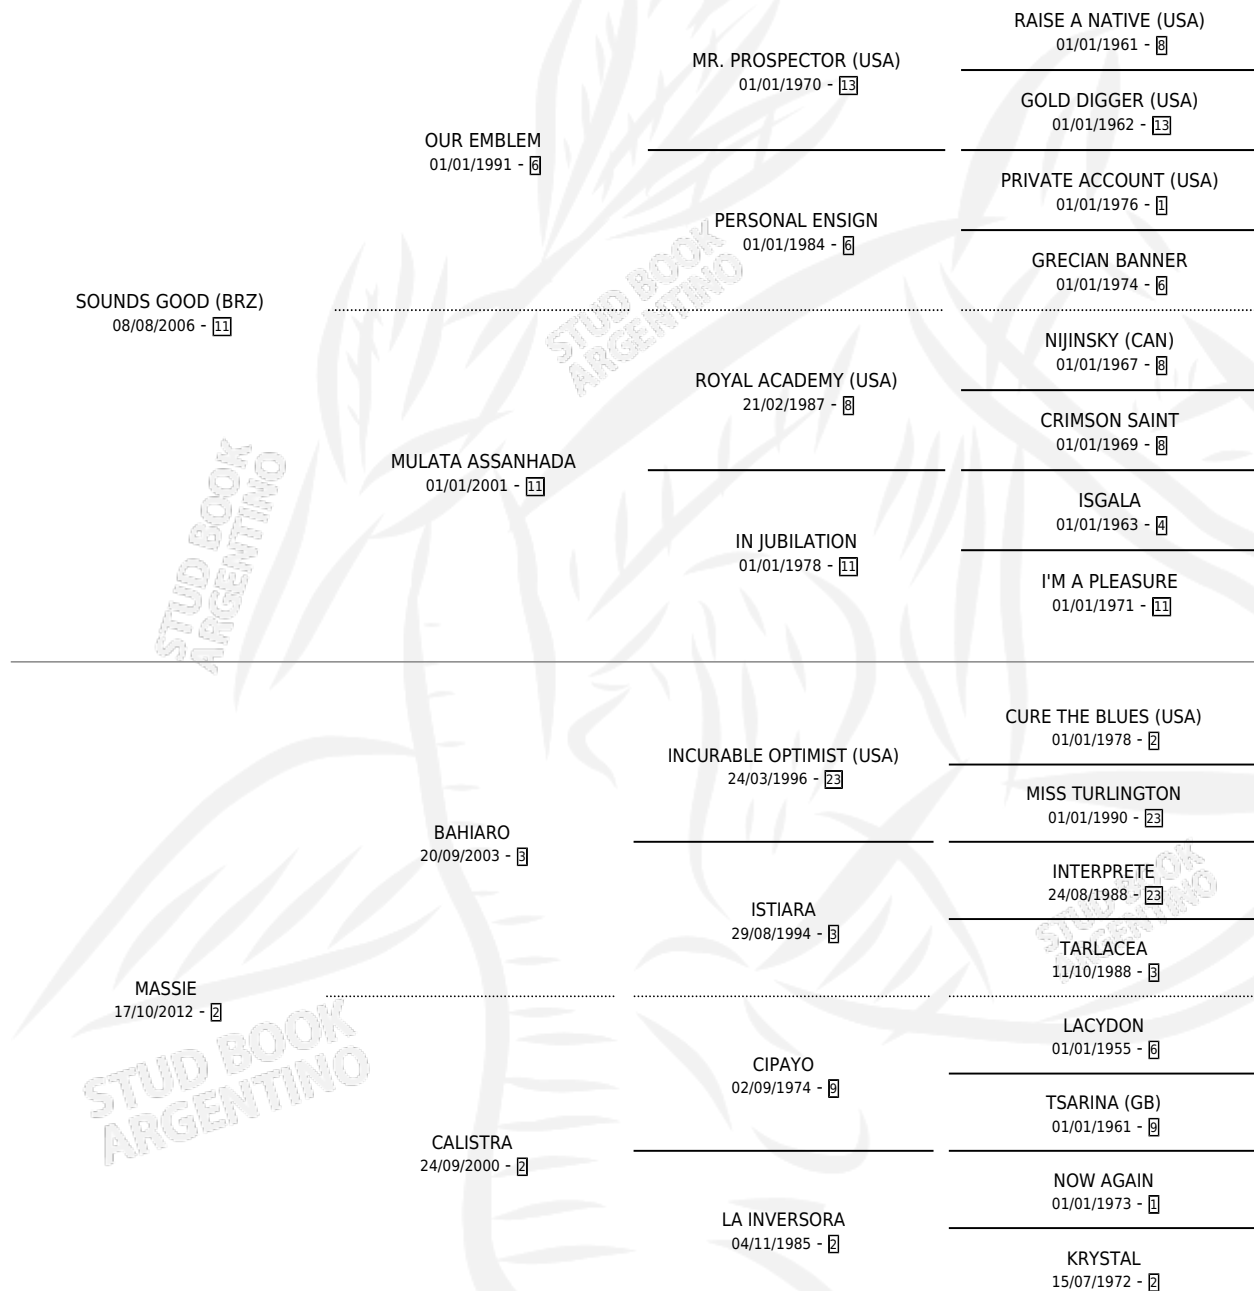 RAISE A NATIVE (USA)
01/01/1961 - 8
MR. PROSPECTOR (USA)
01/01/1970 - 13
GOLD DIGGER (USA)
01/01/1962 - 13
OUR EMBLEM
01/01/1991 - 6
PRIVATE ACCOUNT (USA)
01/01/1976 - 1
PERSONAL ENSIGN
01/01/1984 - 6
GRECIAN BANNER
01/01/1974 - 6
SOUNDS GOOD (BRZ)
08/08/2006 - 11
NIJINSKY (CAN)
01/01/1967 - 8
ROYAL ACADEMY (USA)
21/02/1987 - 8
CRIMSON SAINT
01/01/1969 - 8
MULATA ASSANHADA
01/01/2001 - 11
ISGALA
01/01/1963 - 4
IN JUBILATION
01/01/1978 - 11
I'M A PLEASURE
01/01/1971 - 11
CURE THE BLUES (USA)
01/01/1978 - 2
INCURABLE OPTIMIST (USA)
24/03/1996 - 23
MISS TURLINGTON
01/01/1990 - 23
BAHIARO
20/09/2003 - 3
INTERPRETE
24/08/1988 - 23
ISTIARA
29/08/1994 - 3
TARLACEA
11/10/1988 - 3
MASSIE
17/10/2012 - 2
LACYDON
01/01/1955 - 6
CIPAYO
02/09/1974 - 9
TSARINA (GB)
01/01/1961 - 9
CALISTRA
24/09/2000 - 2
NOW AGAIN
01/01/1973 - 1
LA INVERSORA
04/11/1985 - 2
KRYSTAL
15/07/1972 - 2
STUD BOOK
ARGENTINO
STUD BOOK
ARGENTINO
STUD BOOK
ARGENTINO
STUD BOOK
ARGENTINO